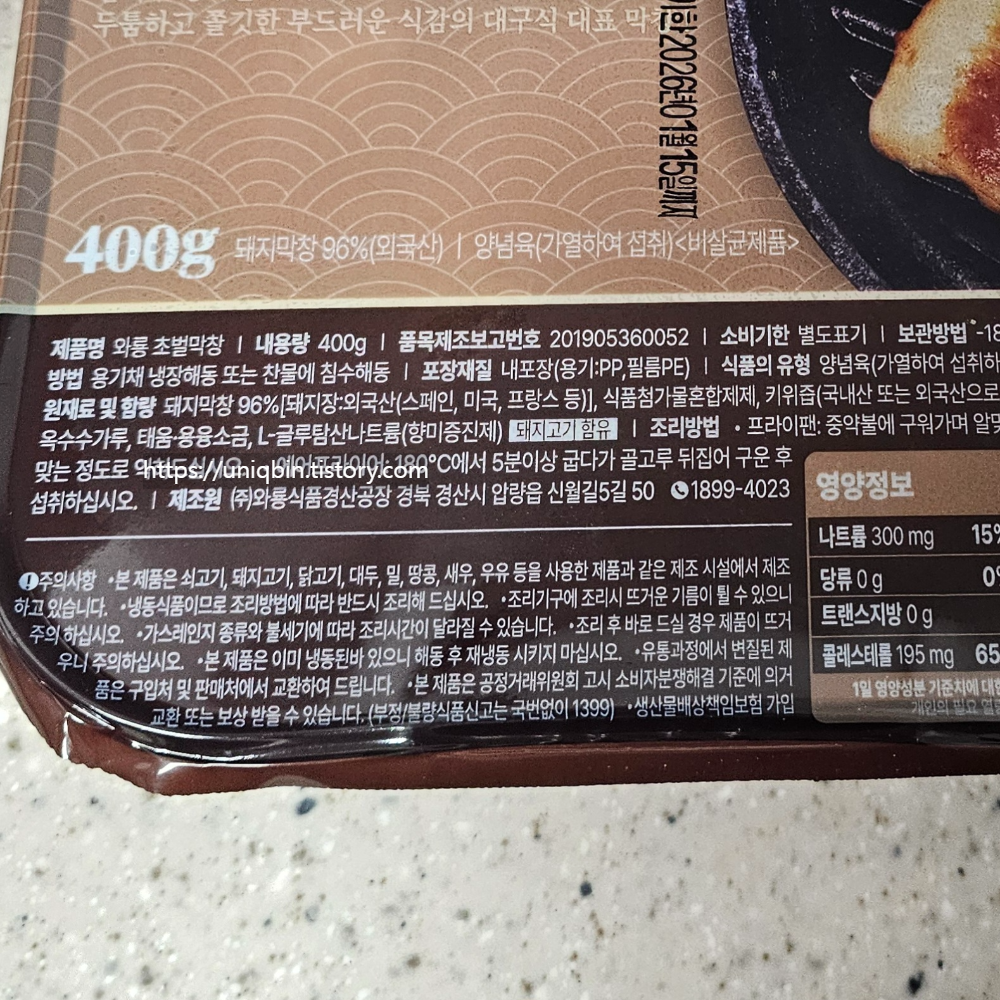 두툼하고 쫄깃한 부드러운 식감의 대구식 대표 막창
2026년01월15일까지
400g 돼지막창 96%(외국산) | 양념육(가열하여 섭취)<비살균제품>
제품명 와룡 초벌막창 | 내용량 400g | 품목제조보고번호 201905360052 | 소비기한 별도표기 | 보관방법 -18
방법 용기채 냉장해동 또는 찬물에 침수해동 | 포장재질 내포장(용기:PP,필름PE) | 식품의 유형 양념육(가열하여 섭취하
원재료 및 함량 돼지막창 96%[돼지장:외국산(스페인, 미국, 프랑스 등)], 식품첨가물혼합제제, 키위즙(국내산 또는 외국산으로
옥수수가루, 태움·용융소금, L-글루탐산나트륨(향미증진제) 돼지고기 함유 | 조리방법 •프라이팬: 중약불에 구워가며 알맞
맞는 정도로 180℃에서 5분이상 굽다가 골고루 뒤집어 구운 후
https://uniqbin.tistory.com
섭취하십시오. | 제조원 (주)와룡식품경산공장 경북 경산시 압량읍 신월길5길 50 1899-4023
주의사항 •본 제품은 쇠고기, 돼지고기, 닭고기, 대두, 밀, 땅콩, 새우, 우유 등을 사용한 제품과 같은 제조 시설에서 제조
하고 있습니다. •냉동식품이므로 조리방법에 따라 반드시 조리해 드십시오. •조리기구에 조리시 뜨거운 기름이 튈 수 있으니
주의 하십시오. •가스레인지 종류와 불세기에 따라 조리시간이 달라질 수 있습니다. •조리 후 바로 드실 경우 제품이 뜨거
우니 주의하십시오. •본 제품은 이미 냉동된바 있으니 해동 후 재냉동 시키지 마십시오. •유통과정에서 변질된 제
품은 구입처 및 판매처에서 교환하여 드립니다. •본 제품은 공정거래위원회 고시 소비자분쟁해결 기준에 의거
교환 또는 보상 받을 수 있습니다. (부정/불량식품신고는 국번없이 1399) •생산물배상책임보험 가입
영양정보
나트륨 300 mg 15%
당류 0 g 0%
트랜스지방 0 g
콜레스테롤 195 mg 65
1일 영양성분 기준치에 대한
개인의 필요 열량